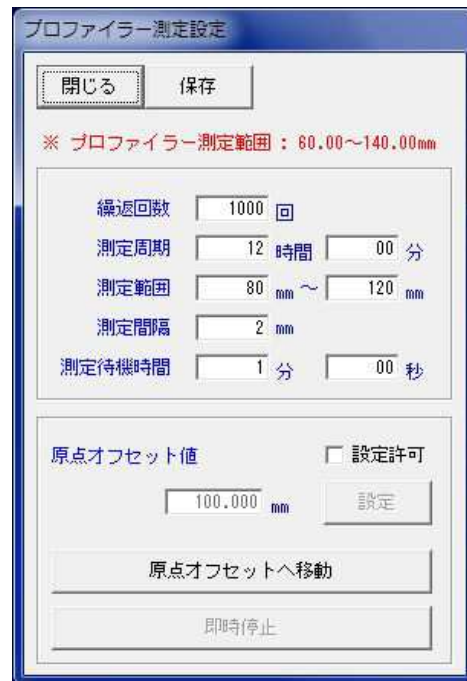 プロファイラー測定設定
閉じる 保存
※ プロファイラー測定範囲 : 60.00～140.00mm
繰返回数 1000 回
測定周期 12 時間 00 分
測定範囲 80 mm ～ 120 mm
測定間隔 2 mm
測定待機時間 1 分 00 秒
原点オフセット値 設定許可
100.000 mm 設定
原点オフセットへ移動
即時停止